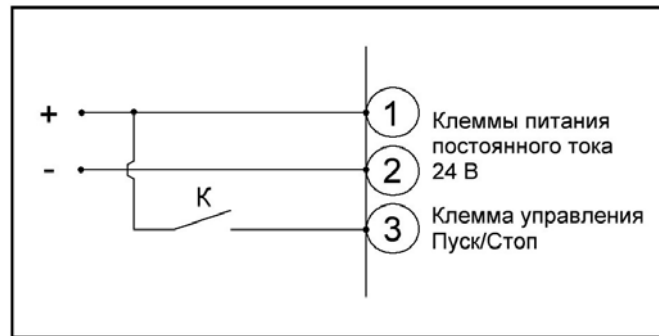 +
1
Клеммы питания
постоянного тока
24 В
-
2
К
3
Клемма управления
Пуск/Стоп